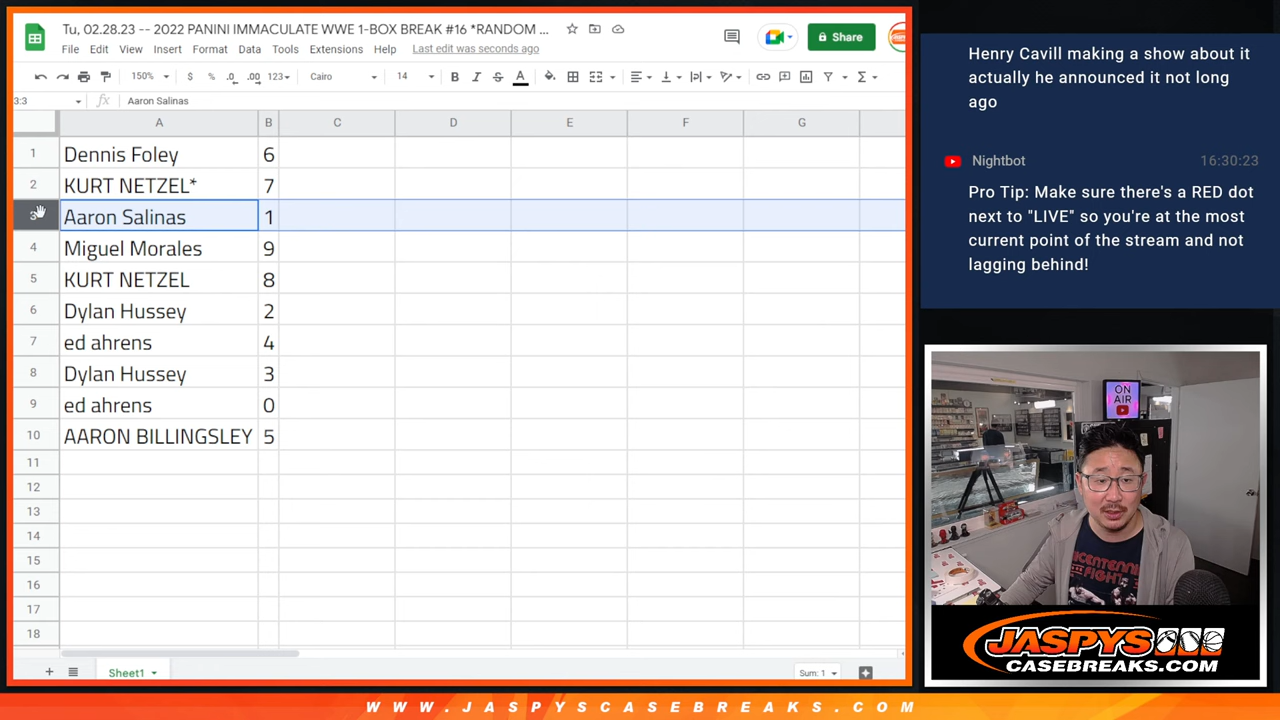 Tu, 02.28.23 -- 2022 PANINI IMMACULATE WWE 1-BOX BREAK #16 *RANDOM ...
File Edit View Insert Format Data Tools Extensions Help Last edit was seconds ago
Share
150% $ % .0 .00 123 Cairo 14 B I S A
3:3 fx Aaron Salinas
A B C D E F G
1 Dennis Foley 6
2 KURT NETZEL* 7
3 Aaron Salinas 1
4 Miguel Morales 9
5 KURT NETZEL 8
6 Dylan Hussey 2
7 ed ahrens 4
8 Dylan Hussey 3
9 ed ahrens 0
10 AARON BILLINGSLEY 5
11
12
13
14
15
16
17
18
Sheet1 Sum: 1
Henry Cavill making a show about it
actually he announced it not long
ago
Nightbot 16:30:23
Pro Tip: Make sure there's a RED dot
next to "LIVE" so you're at the most
current point of the stream and not
lagging behind!
ON
AIR
JASPYS
CASEBREAKS.COM
WWW.JASPYSCASEBREAKS.COM